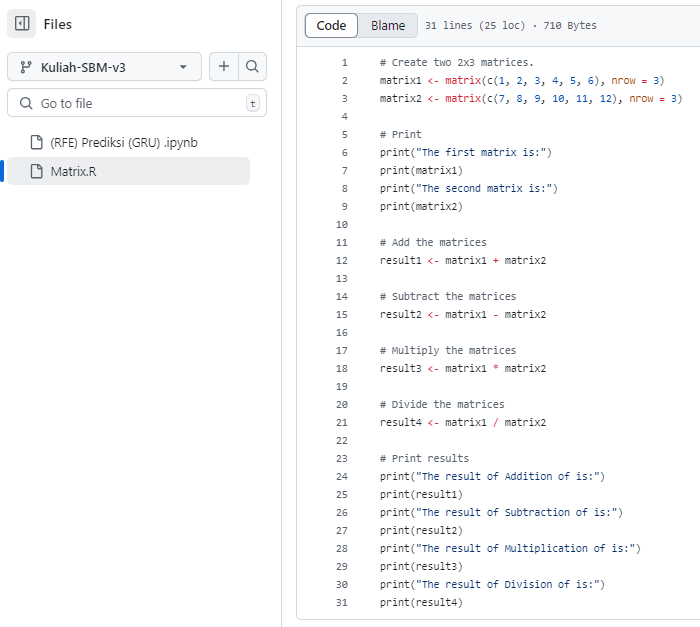 Files
Kuliah-SBM-v3
Go to file
t
(RFE) Prediksi (GRU) .ipynb
Matrix.R
Code
Blame
31 lines (25 loc) · 710 Bytes
1 # Create two 2x3 matrices.
2 matrix1 <- matrix(c(1, 2, 3, 4, 5, 6), nrow = 3)
3 matrix2 <- matrix(c(7, 8, 9, 10, 11, 12), nrow = 3)
4
5 # Print
6 print("The first matrix is:")
7 print(matrix1)
8 print("The second matrix is:")
9 print(matrix2)
10
11 # Add the matrices
12 result1 <- matrix1 + matrix2
13
14 # Subtract the matrices
15 result2 <- matrix1 - matrix2
16
17 # Multiply the matrices
18 result3 <- matrix1 * matrix2
19
20 # Divide the matrices
21 result4 <- matrix1 / matrix2
22
23 # Print results
24 print("The result of Addition of is:")
25 print(result1)
26 print("The result of Subtraction of is:")
27 print(result2)
28 print("The result of Multiplication of is:")
29 print(result3)
30 print("The result of Division of is:")
31 print(result4)